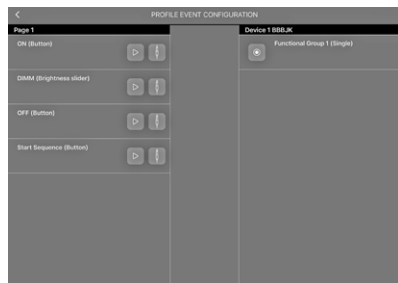 PROFILE EVENT CONFIGURATION
Page 1
Device 1 BBBJK
ON (Button)
Functional Group 1 (Single)
DIMM (Brightness slider)
OFF (Button)
Start Sequence (Button)